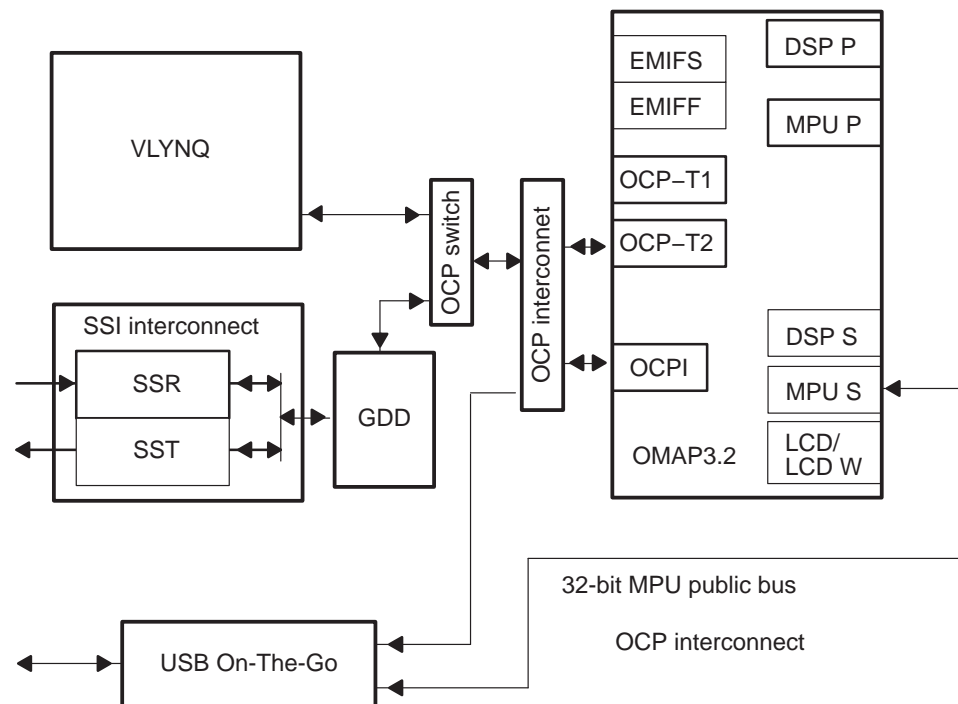 VLYNQ
SSI interconnect
SSR
SST
GDD
OCP switch
OCP interconnet
EMIFS
EMIFF
OCP–T1
OCP–T2
OCPI
OMAP3.2
DSP P
MPU P
DSP S
MPU S
LCD/
LCD W
32-bit MPU public bus
OCP interconnect
USB On-The-Go